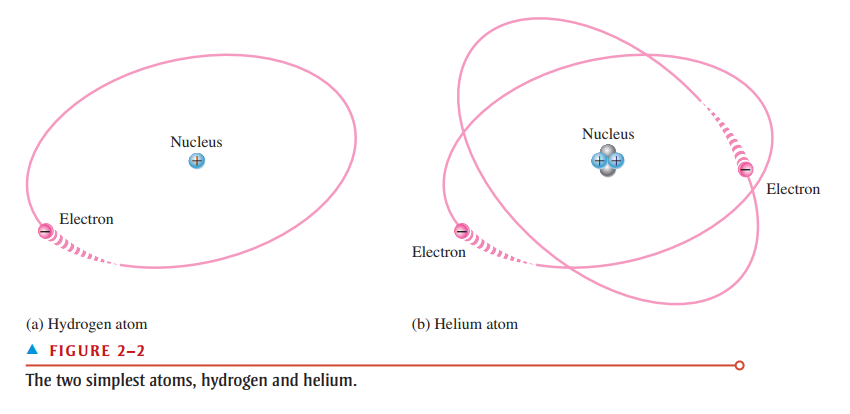 Nucleus
+
Electron
−
(a) Hydrogen atom
Nucleus
+ +
−
Electron
Electron
−
(b) Helium atom
▲ FIGURE 2–2
The two simplest atoms, hydrogen and helium.